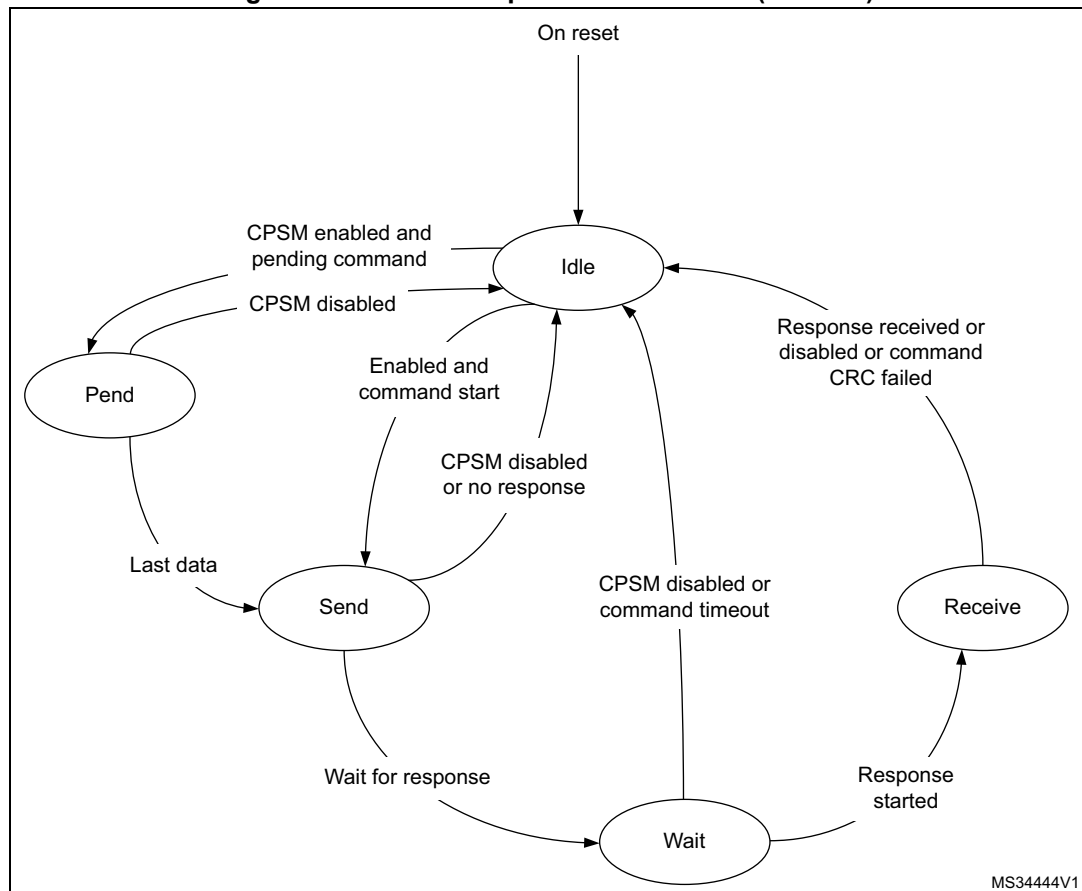 On reset
CPSM enabled and
pending command
Idle
CPSM disabled
Response received or
disabled or command
CRC failed
Enabled and
command start
Pend
CPSM disabled
or no response
Last data
CPSM disabled or
command timeout
Send
Receive
Wait for response
Response
started
Wait
MS34444V1